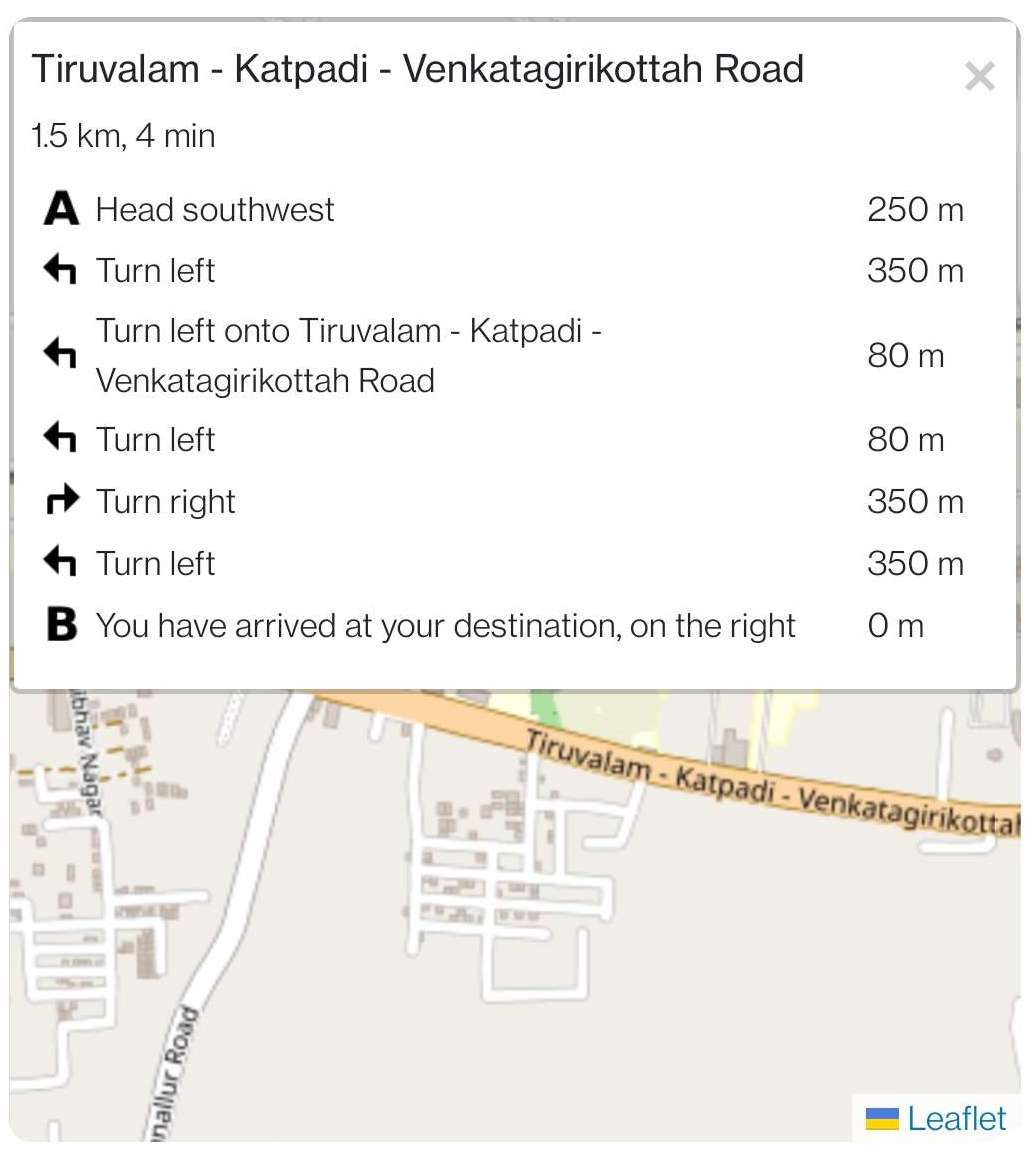 Tiruvalam - Katpadi - Venkatagirikottah Road
×
1.5 km, 4 min
A Head southwest 250 m
Turn left 350 m
Turn left onto Tiruvalam - Katpadi -
Venkatagirikottah Road 80 m
Turn left 80 m
Turn right 350 m
Turn left 350 m
B You have arrived at your destination, on the right 0 m
Nagar
Tiruvalam - Katpadi - Venkatagirikottah
Road
Leaflet